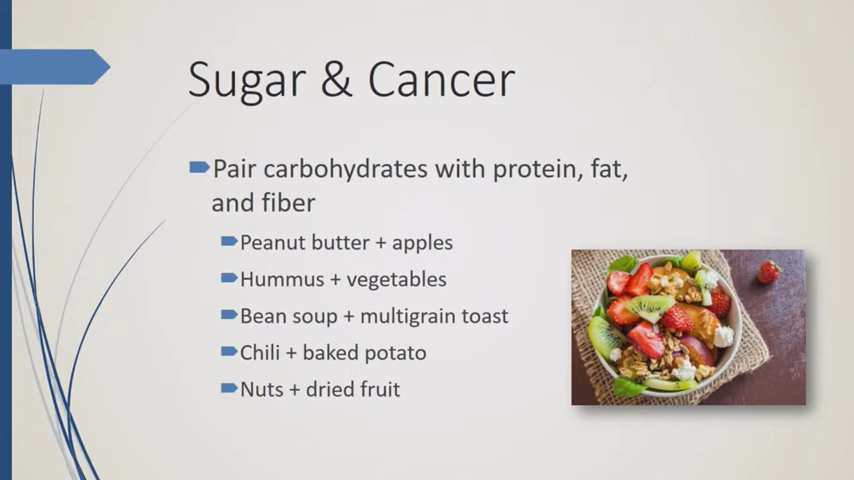 Sugar & Cancer
Pair carbohydrates with protein, fat,
and fiber
Peanut butter + apples
Hummus + vegetables
Bean soup + multigrain toast
Chili + baked potato
Nuts + dried fruit